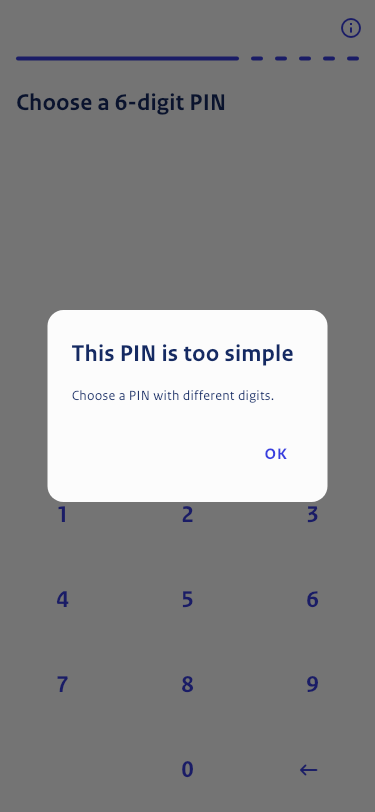 Choose a 6-digit PIN
This PIN is too simple
Choose a PIN with different digits.
OK
1 2 3
4 5 6
7 8 9
0 ←